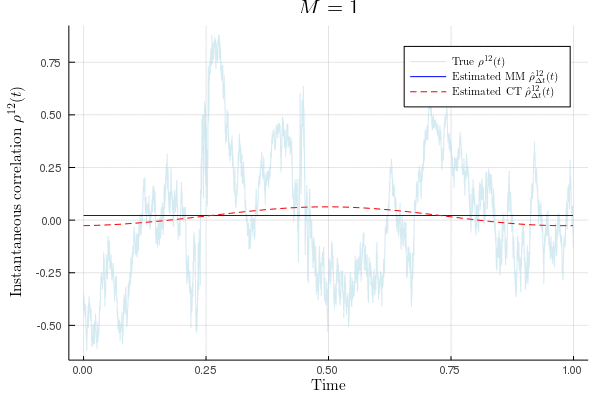 M = 1
Instantaneous correlation ρ¹²(t)
0.75
0.50
0.25
0.00
-0.25
-0.50
True ρ¹²(t)
Estimated MM ρ̂¹²_Δt(t)
Estimated CT ρ̂¹²_Δt(t)
0.00 0.25 0.50 0.75 1.00
Time